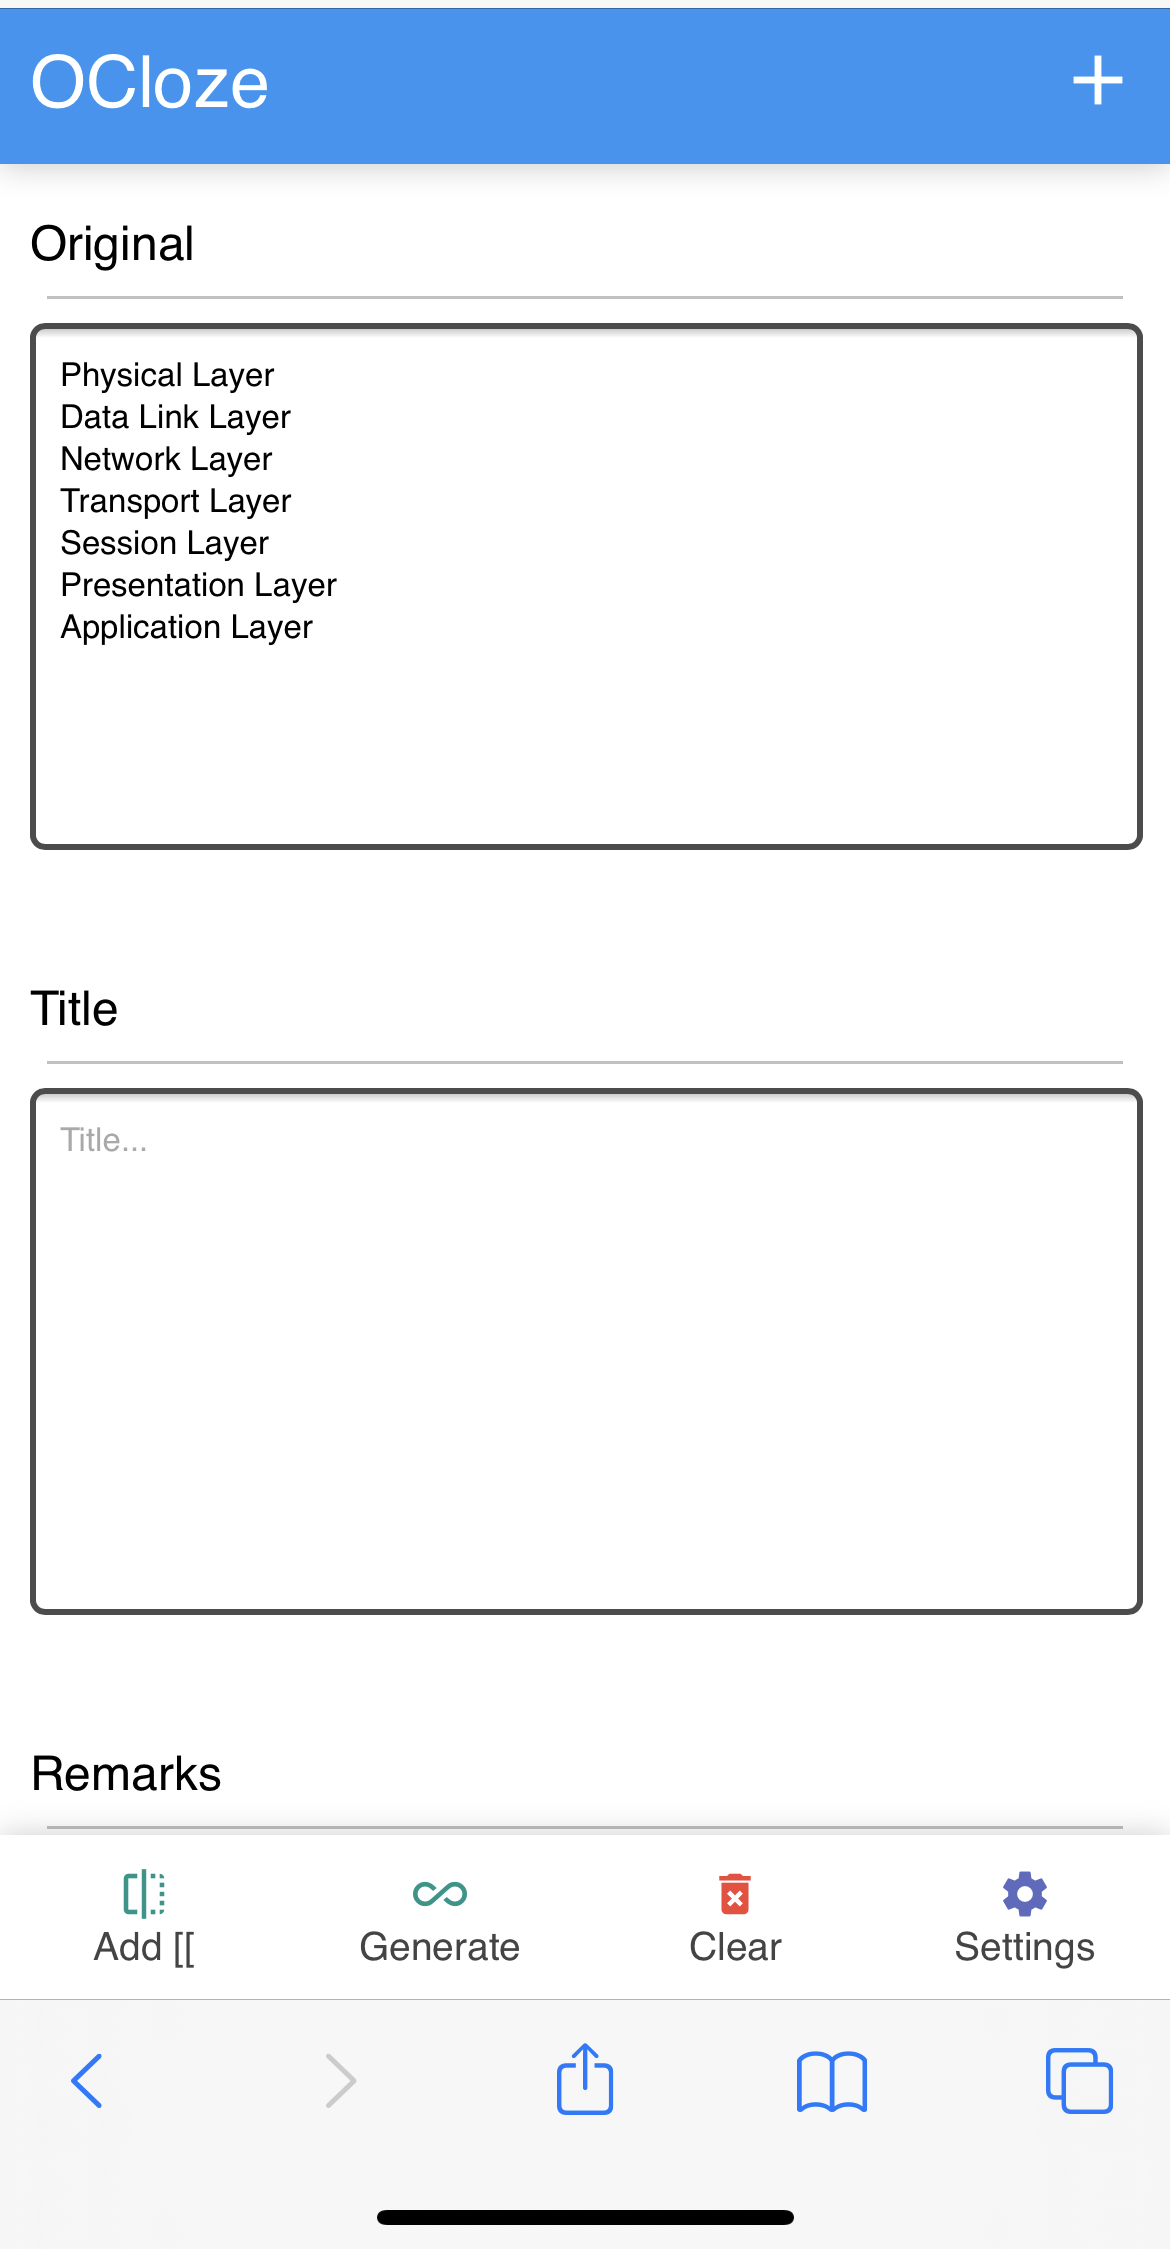 OCloze
Original
Physical Layer
Data Link Layer
Network Layer
Transport Layer
Session Layer
Presentation Layer
Application Layer
Title
Title...
Remarks
Add [[
Generate
Clear
Settings